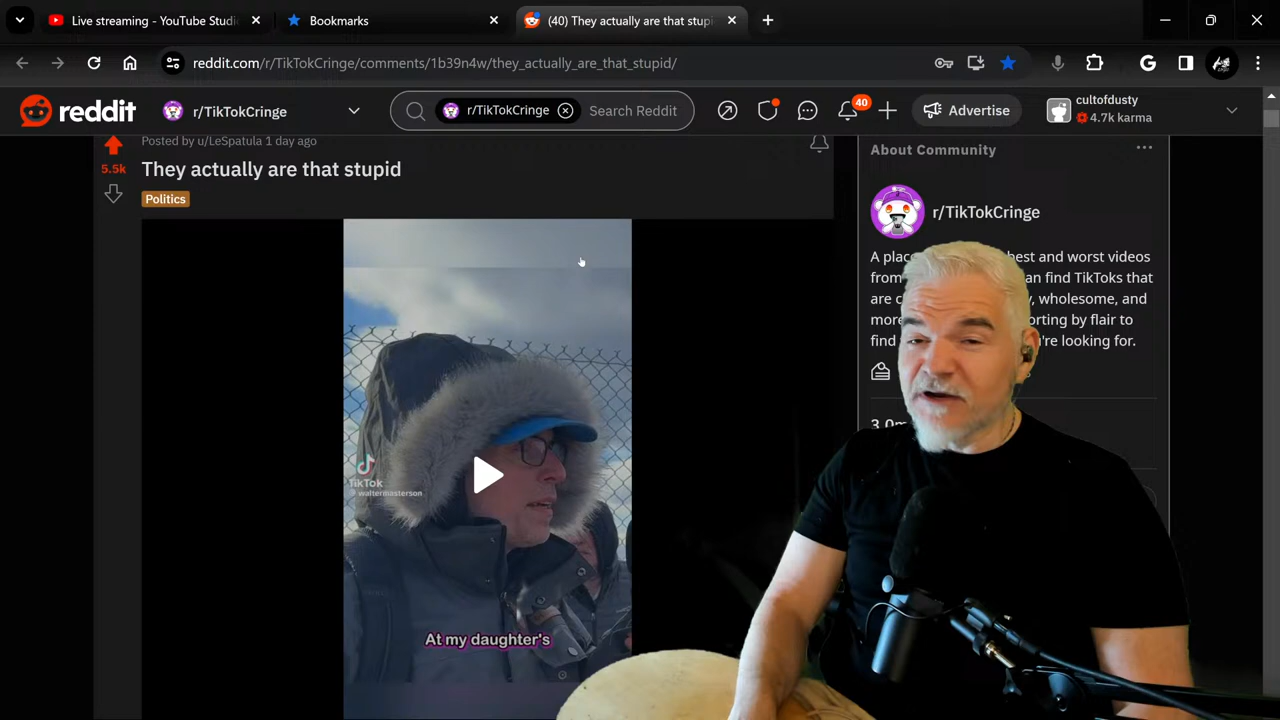 Live streaming - YouTube Studi
Bookmarks
(40) They actually are that stupi
reddit.com/r/TikTokCringe/comments/1b39n4w/they_actually_are_that_stupid/
reddit
r/TikTokCringe
r/TikTokCringe
Search Reddit
40
Advertise
cultofdusty
4.7k karma
Posted by u/LeSpatula 1 day ago
5.5k
They actually are that stupid
Politics
TikTok
waltermasterson
At my daughter's
About Community
r/TikTokCringe
A plac best and worst videos
from an find TikToks that
are c y, wholesome, and
more orting by flair to
find 're looking for.
3.0m